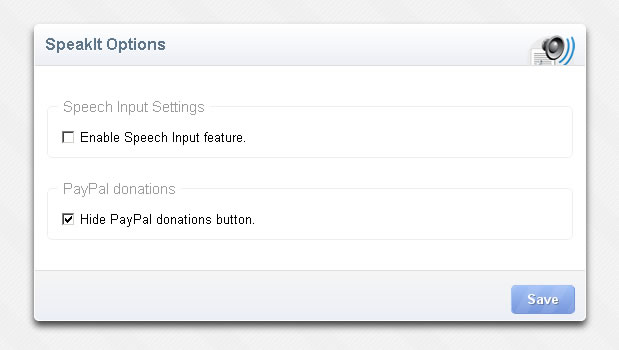 SpeakIt Options
Speech Input Settings
Enable Speech Input feature.
PayPal donations
Hide PayPal donations button.
Save